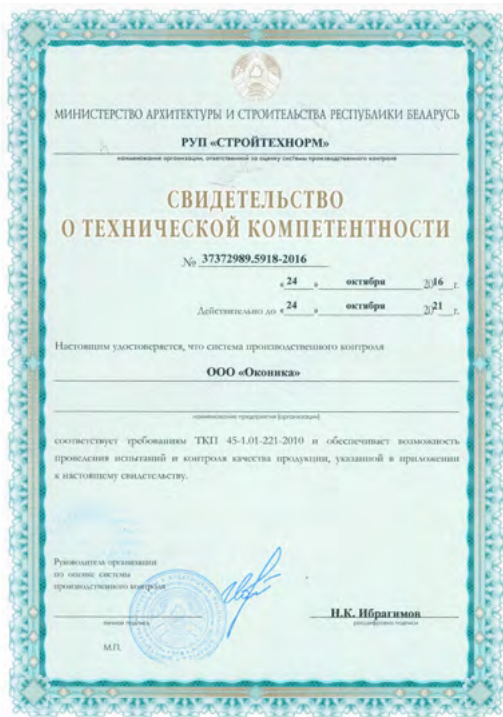 МИНИСТЕРСТВО АРХИТЕКТУРЫ И СТРОИТЕЛЬСТВА РЕСПУБЛИКИ БЕЛАРУСЬ
РУП «СТРОЙТЕХНОРМ»
наименование организации, ответственной за оценку системы производственного контроля
СВИДЕТЕЛЬСТВО
О ТЕХНИЧЕСКОЙ КОМПЕТЕНТНОСТИ
№ 37372989.5918-2016
« 24 » октября 2016 г.
Действительно до « 24 » октября 2021 г.
Настоящим удостоверяется, что система производственного контроля
ООО «Оконика»
наименование предприятия (организации)
соответствует требованиям ТКП 45-1.01-221-2010 и обеспечивает возможность
проведения испытаний и контроля качества продукции, указанной в приложении
к настоящему свидетельству.
Руководитель организации
по оценке системы
производственного контроля
Н.К. Ибрагимов
личная подпись
расшифровка подписи
М.П.